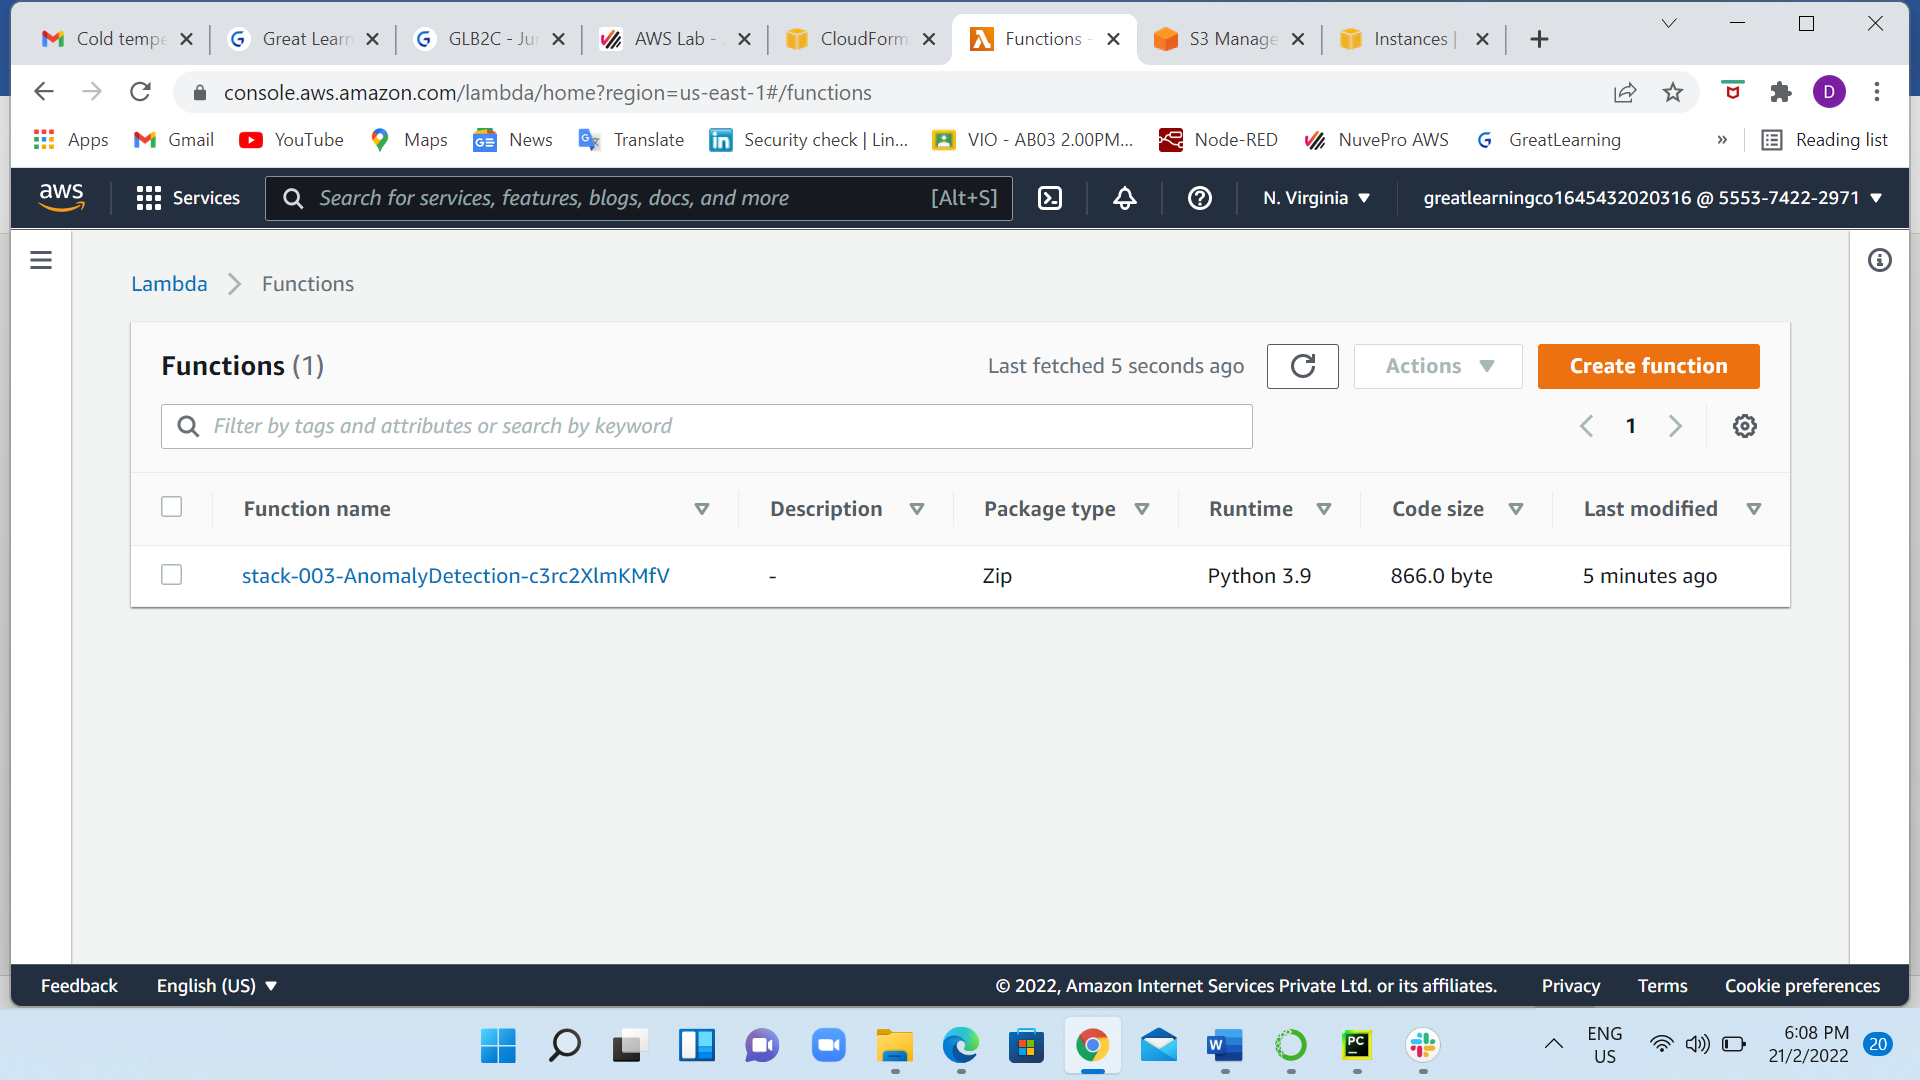 Cold tempe
Great Learn
GLB2C - Ju
AWS Lab -
CloudForm
Functions -
S3 Manage
Instances |
console.aws.amazon.com/lambda/home?region=us-east-1#/functions
D
Apps
Gmail
YouTube
Maps
News
Translate
Security check | Lin...
VIO - AB03 2.00PM...
Node-RED
NuvePro AWS
GreatLearning
»
Reading list
aws
Services
Search for services, features, blogs, docs, and more
[Alt+S]
N. Virginia
greatlearningco1645432020316 @ 5553-7422-2971
Lambda
Functions
Functions (1)
Last fetched 5 seconds ago
Actions
Create function
Filter by tags and attributes or search by keyword
1
Function name
Description
Package type
Runtime
Code size
Last modified
stack-003-AnomalyDetection-c3rc2XlmKMfV
-
Zip
Python 3.9
866.0 byte
5 minutes ago
Feedback
English (US)
© 2022, Amazon Internet Services Private Ltd. or its affiliates.
Privacy
Terms
Cookie preferences
ENG
US
6:08 PM
21/2/2022
20